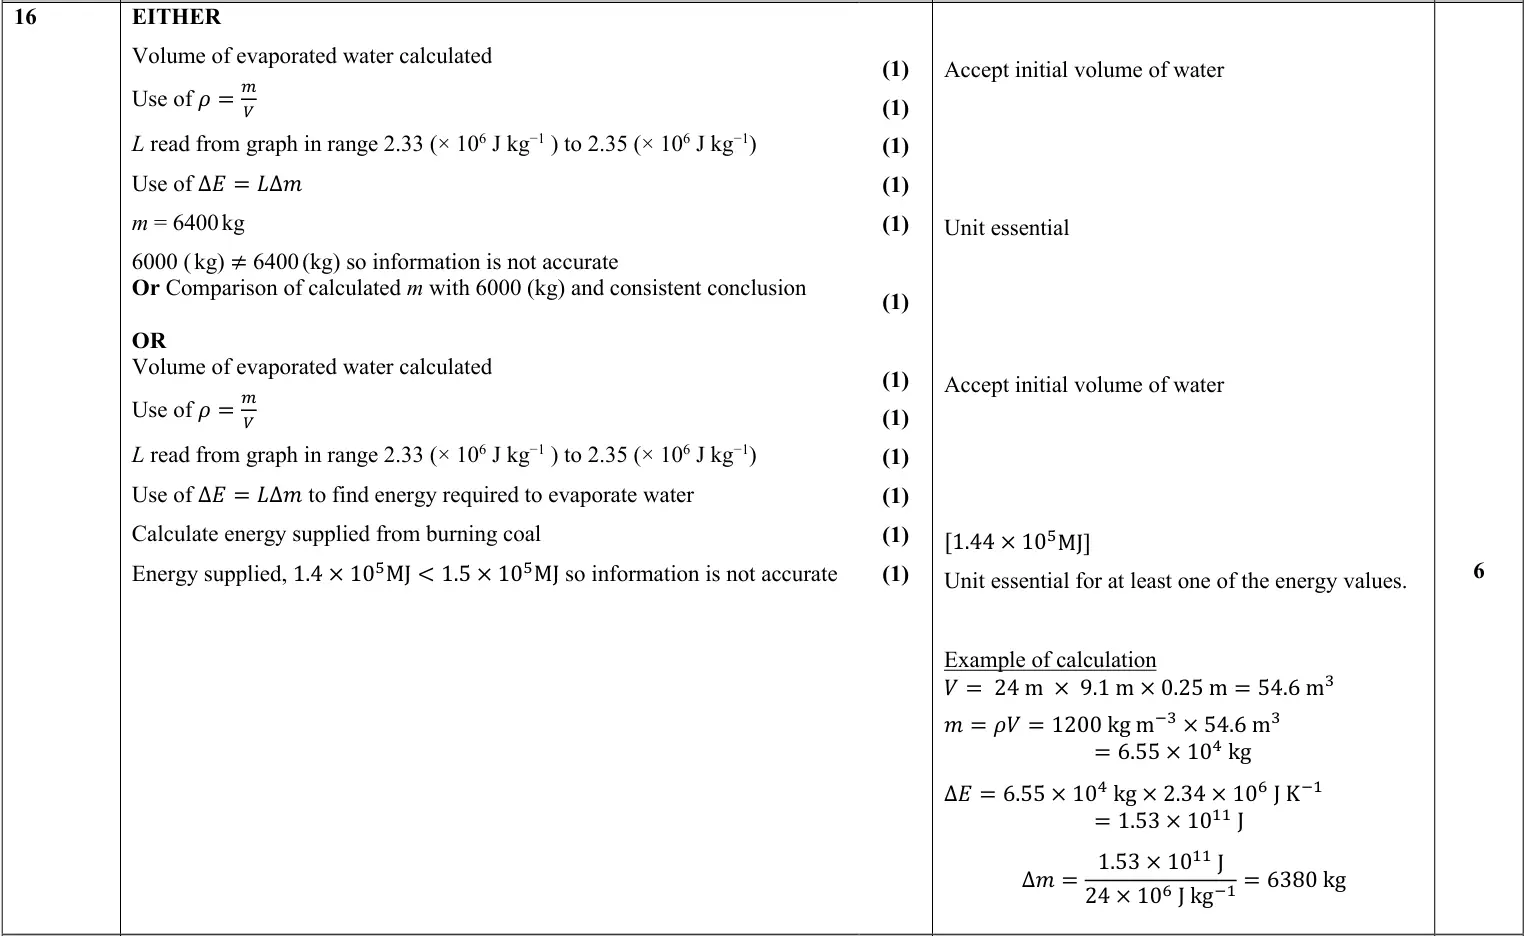 16
EITHER
Volume of evaporated water calculated
(1)
Accept initial volume of water
Use of ρ = m/V
(1)
L read from graph in range 2.33 (× 10⁶ J kg⁻¹ ) to 2.35 (× 10⁶ J kg⁻¹)
(1)
Use of ΔE = LΔm
(1)
m = 6400 kg
(1)
Unit essential
6000 ( kg) ≠ 6400 (kg) so information is not accurate
Or Comparison of calculated m with 6000 (kg) and consistent conclusion
(1)
OR
Volume of evaporated water calculated
(1)
Accept initial volume of water
Use of ρ = m/V
(1)
L read from graph in range 2.33 (× 10⁶ J kg⁻¹ ) to 2.35 (× 10⁶ J kg⁻¹)
(1)
Use of ΔE = LΔm to find energy required to evaporate water
(1)
Calculate energy supplied from burning coal
(1)
[1.44 × 10⁵MJ]
Energy supplied, 1.4 × 10⁵MJ < 1.5 × 10⁵MJ so information is not accurate
(1)
Unit essential for at least one of the energy values.
6
Example of calculation
V = 24 m × 9.1 m × 0.25 m = 54.6 m³
m = ρV = 1200 kg m⁻³ × 54.6 m³
= 6.55 × 10⁴ kg
ΔE = 6.55 × 10⁴ kg × 2.34 × 10⁶ J K⁻¹
= 1.53 × 10¹¹ J
Δm = 1.53 × 10¹¹ J / 24 × 10⁶ J kg⁻¹ = 6380 kg